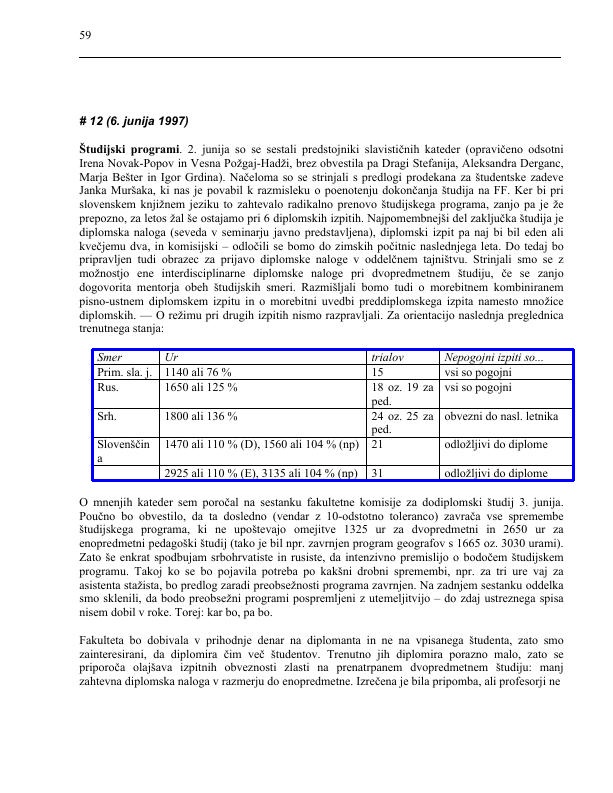 59
# 12 (6. junija 1997)
Študijski programi. 2. junija so se sestali predstojniki slavističnih kateder (opravičeno odsotni
Irena Novak-Popov in Vesna Požgaj-Hadži, brez obvestila pa Dragi Stefanija, Aleksandra Derganc,
Marja Bešter in Igor Grdina). Načeloma so se strinjali s predlogi prodekana za študentske zadeve
Janka Muršaka, ki nas je povabil k razmisleku o poenotenju dokončanja študija na FF. Ker bi pri
slovenskem knjižnem jeziku to zahtevalo radikalno prenovo študijskega programa, zanjo pa je že
prepozno, za letos žal še ostajamo pri 6 diplomskih izpitih. Najpomembnejši del zaključka študija je
diplomska naloga (seveda v seminarju javno predstavljena), diplomski izpit pa naj bi bil eden ali
kvečjemu dva, in komisijski – odločili se bomo do zimskih počitnic naslednjega leta. Do tedaj bo
pripravljen tudi obrazec za prijavo diplomske naloge v oddelčnem tajništvu. Strinjali smo se z
možnostjo ene interdisciplinarne diplomske naloge pri dvopredmetnem študiju, če se zanjo
dogovorita mentorja obeh študijskih smeri. Razmišljali bomo tudi o morebitnem kombiniranem
pisno-ustnem diplomskem izpitu in o morebitni uvedbi preddiplomskega izpita namesto množice
diplomskih. — O režimu pri drugih izpitih nismo razpravljali. Za orientacijo naslednja preglednica
trenutnega stanja:
Smer Ur trialov Nepogojni izpiti so...
Prim. sla. j. 1140 ali 76 % 15 vsi so pogojni
Rus. 1650 ali 125 % 18 oz. 19 za vsi so pogojni
ped.
Srh. 1800 ali 136 % 24 oz. 25 za obvezni do nasl. letnika
ped.
Slovenščin 1470 ali 110 % (D), 1560 ali 104 % (np) 21 odložljivi do diplome
a
2925 ali 110 % (E), 3135 ali 104 % (np) 31 odložljivi do diplome
O mnenjih kateder sem poročal na sestanku fakultetne komisije za dodiplomski študij 3. junija.
Poučno bo obvestilo, da ta dosledno (vendar z 10-odstotno toleranco) zavrača vse spremembe
študijskega programa, ki ne upoštevajo omejitve 1325 ur za dvopredmetni in 2650 ur za
enopredmetni pedagoški študij (tako je bil npr. zavrnjen program geografov s 1665 oz. 3030 urami).
Zato še enkrat spodbujam srbohrvatiste in rusiste, da intenzivno premislijo o bodočem študijskem
programu. Takoj ko se bo pojavila potreba po kakšni drobni spremembi, npr. za tri ure vaj za
asistenta stažista, bo predlog zaradi preobsežnosti programa zavrnjen. Na zadnjem sestanku oddelka
smo sklenili, da bodo preobsežni programi pospremljeni z utemeljitvijo – do zdaj ustreznega spisa
nisem dobil v roke. Torej: kar bo, pa bo.
Fakulteta bo dobivala v prihodnje denar na diplomanta in ne na vpisanega študenta, zato smo
zainteresirani, da diplomira čim več študentov. Trenutno jih diplomira porazno malo, zato se
priporoča olajšava izpitnih obveznosti zlasti na prenatrpanem dvopredmetnem študiju: manj
zahtevna diplomska naloga v razmerju do enopredmetne. Izrečena je bila pripomba, ali profesorji ne